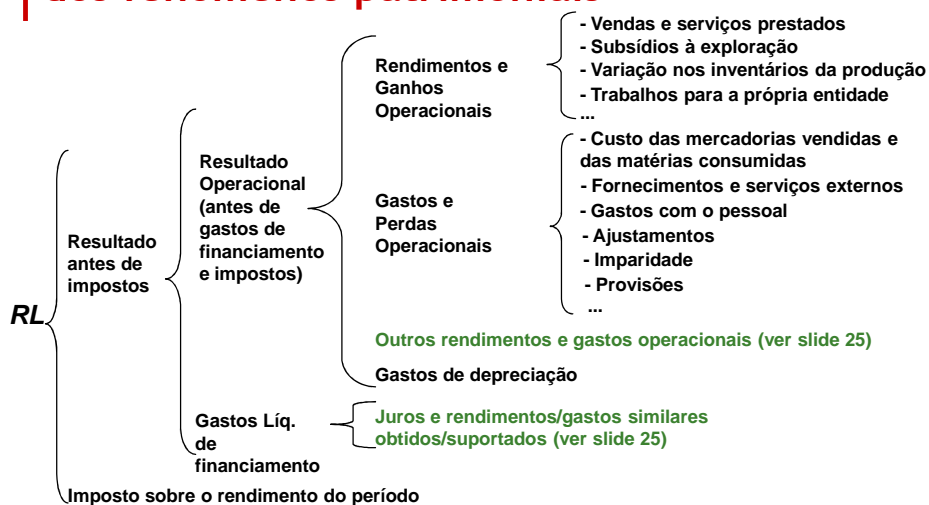 dos fenómenos patrimoniais
- Vendas e serviços prestados
- Subsídios à exploração
- Variação nos inventários da produção
- Trabalhos para a própria entidade
...
Rendimentos e
Ganhos
Operacionais
- Custo das mercadorias vendidas e
das matérias consumidas
- Fornecimentos e serviços externos
- Gastos com o pessoal
- Ajustamentos
- Imparidade
- Provisões
...
Gastos e
Perdas
Operacionais
Resultado
Operacional
(antes de
gastos de
financiamento
e impostos)
Resultado
antes de
impostos
RL
Outros rendimentos e gastos operacionais (ver slide 25)
Gastos de depreciação
Gastos Líq.
de
financiamento
Juros e rendimentos/gastos similares
obtidos/suportados (ver slide 25)
Imposto sobre o rendimento do período